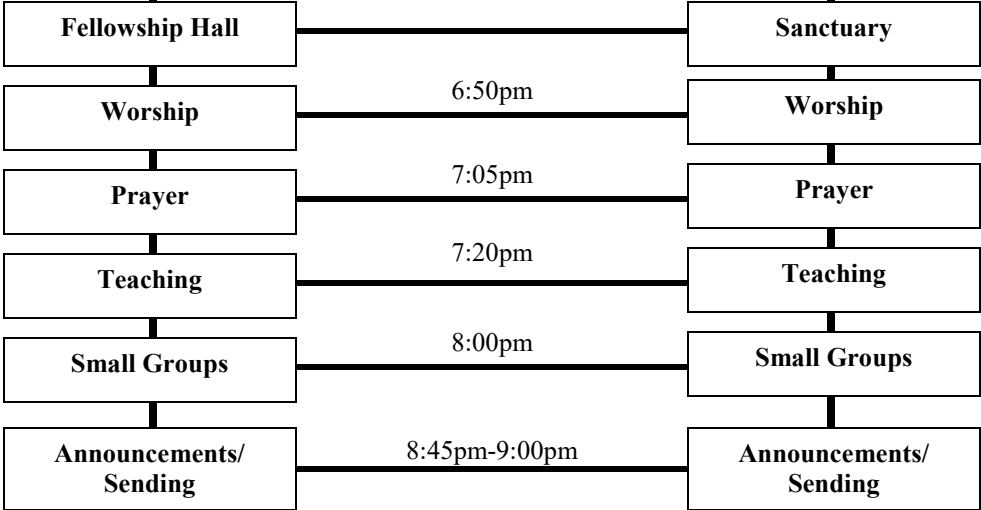 Fellowship Hall
Sanctuary
Worship
6:50pm
Worship
Prayer
7:05pm
Prayer
Teaching
7:20pm
Teaching
Small Groups
8:00pm
Small Groups
Announcements/
Sending
8:45pm-9:00pm
Announcements/
Sending